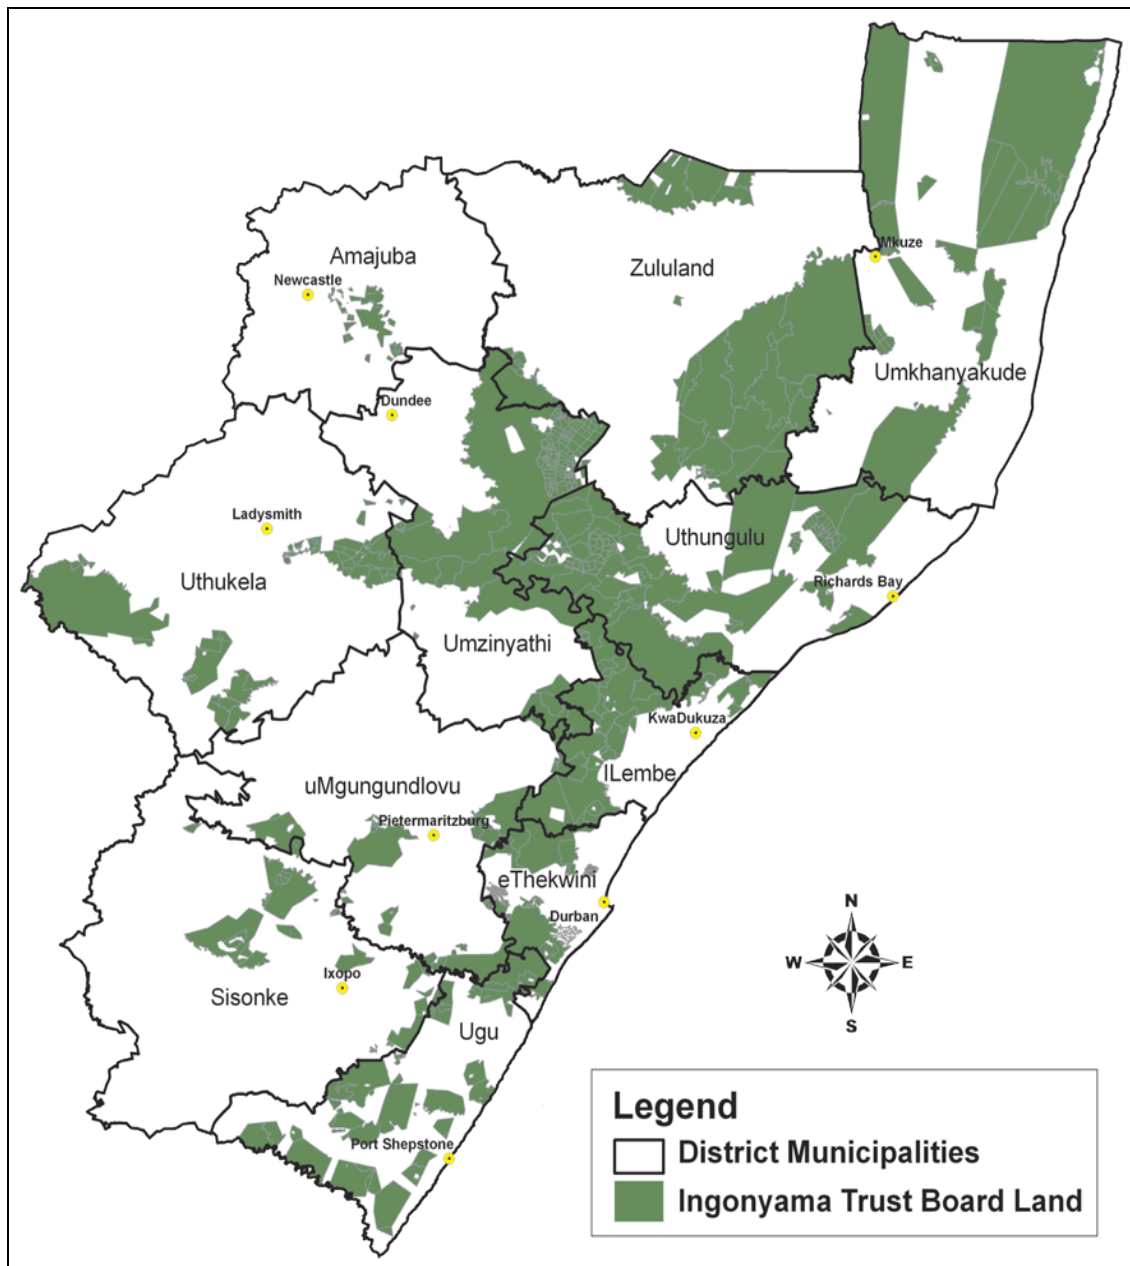 Mkuze
Amajuba
Zululand
Newcastle
Umkhanyakude
Dundee
Ladysmith
Uthungulu
Uthukela
Richards Bay
Umzinyathi
KwaDukuza
ILembe
uMgungundlovu
Pietermaritzburg
eThekwini
Durban
N
W
E
S
Ixopo
Sisonke
Ugu
Port Shepstone
Legend
District Municipalities
Ingonyama Trust Board Land